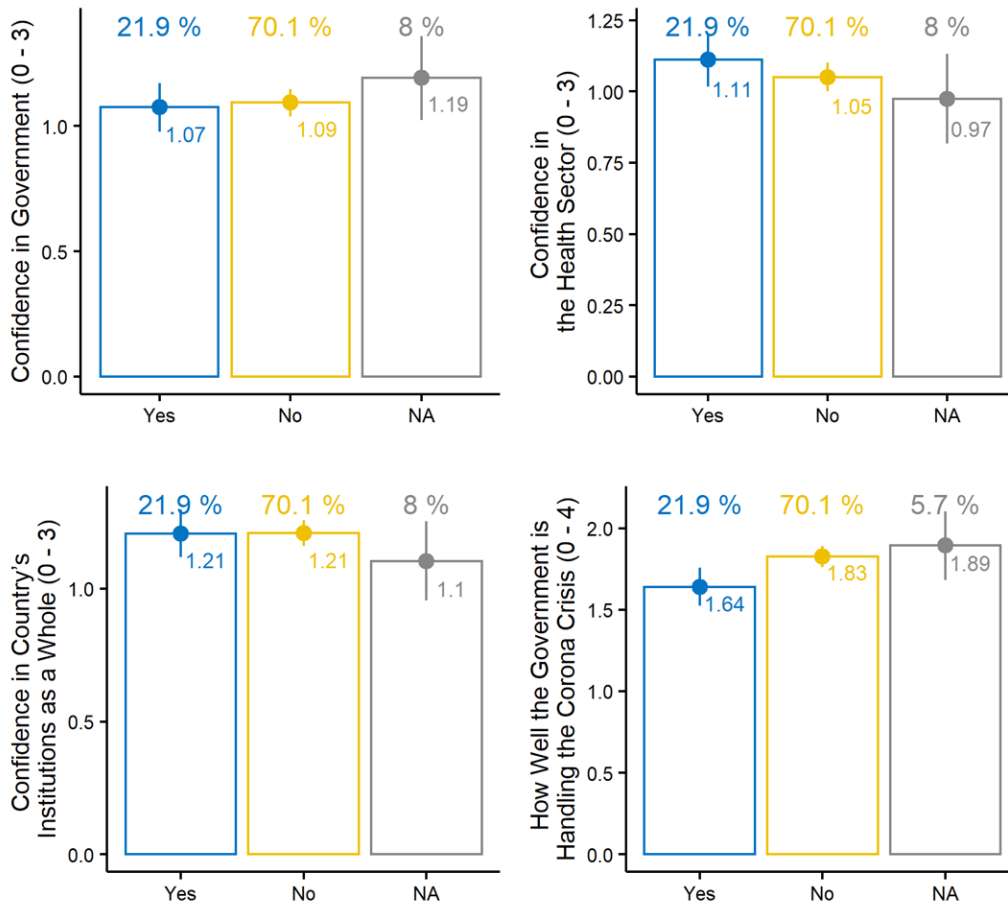 Confidence in Government (0 - 3)
21.9 % 70.1 % 8 %
1.0
0.5
0.0
1.07 1.09 1.19
Yes No NA
Confidence in
the Health Sector (0 - 3)
21.9 % 70.1 % 8 %
1.25
1.00
0.75
0.50
0.25
0.00
1.11 1.05 0.97
Yes No NA
Confidence in Country's
Institutions as a Whole (0 - 3)
21.9 % 70.1 % 8 %
1.0
0.5
0.0
1.21 1.21 1.1
Yes No NA
How Well the Government is
Handling the Corona Crisis (0 - 4)
21.9 % 70.1 % 5.7 %
2.0
1.5
1.0
0.5
0.0
1.64 1.83 1.89
Yes No NA